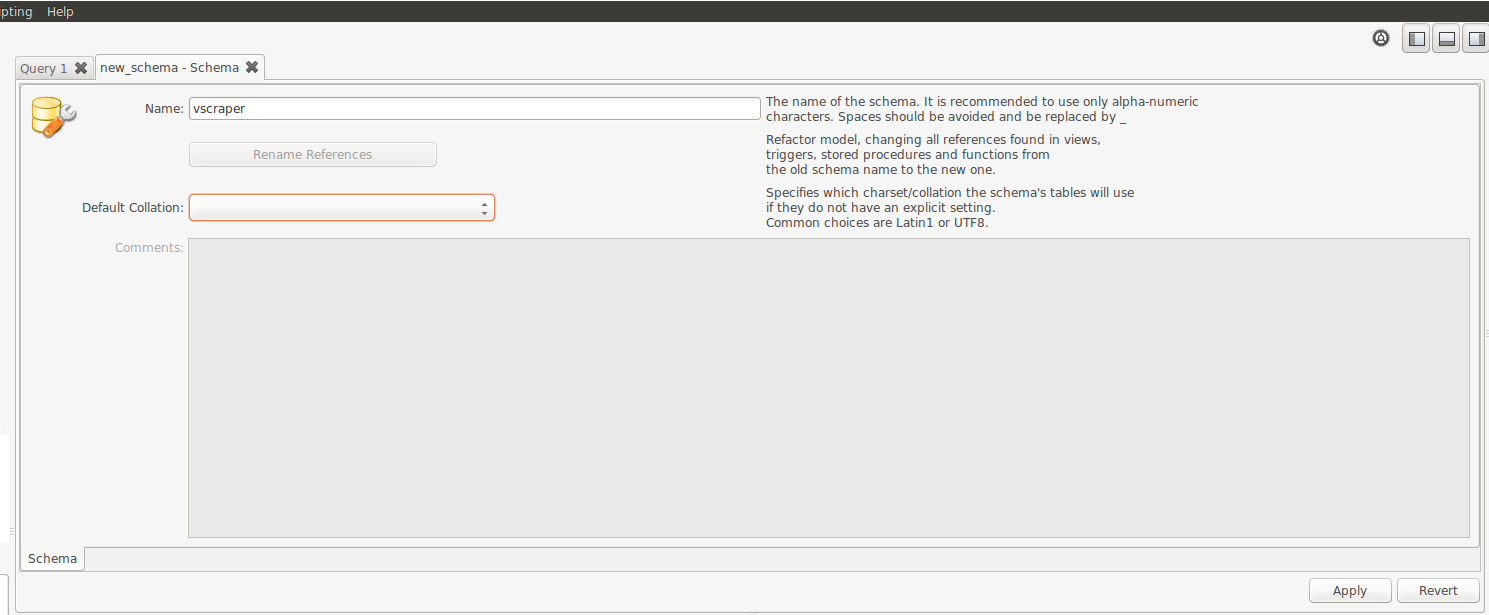 pting Help
Query 1 new_schema - Schema
Name: vscraper
The name of the schema. It is recommended to use only alpha-numeric
characters. Spaces should be avoided and be replaced by _
Rename References
Refactor model, changing all references found in views,
triggers, stored procedures and functions from
the old schema name to the new one.
Default Collation:
Specifies which charset/collation the schema's tables will use
if they do not have an explicit setting.
Common choices are Latin1 or UTF8.
Comments:
Schema
Apply Revert